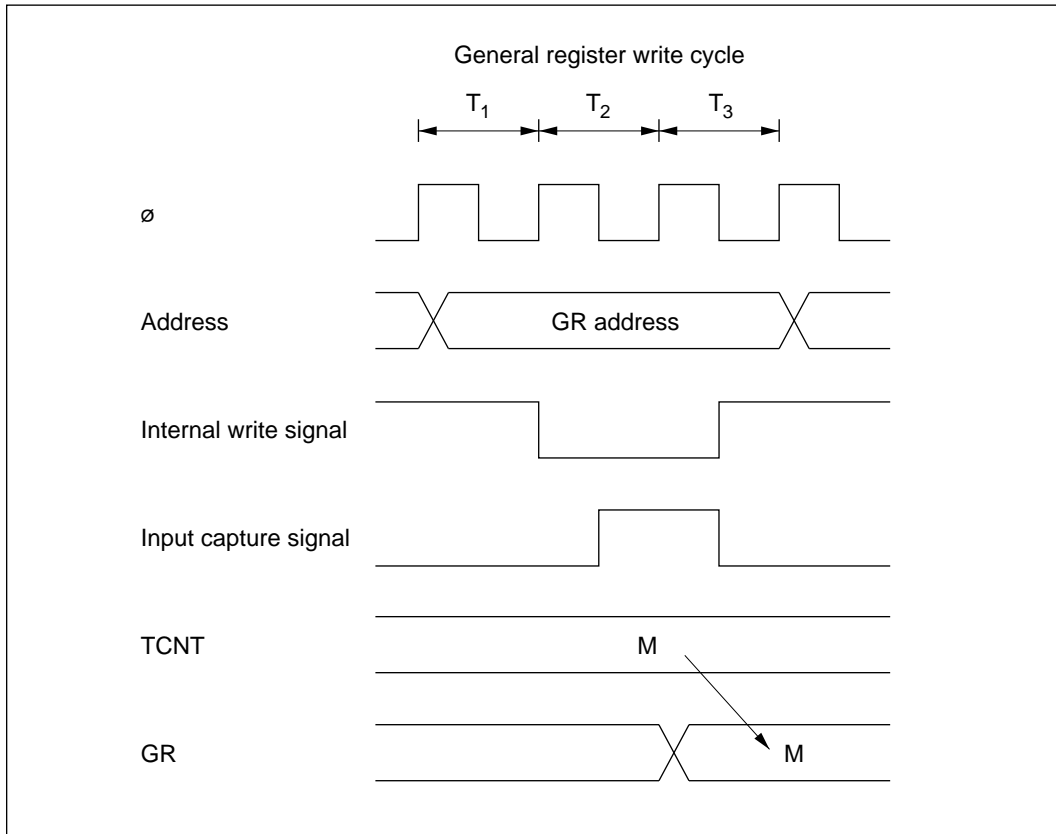 General register write cycle
T1 T2 T3
ø
Address GR address
Internal write signal
Input capture signal
TCNT M
GR M